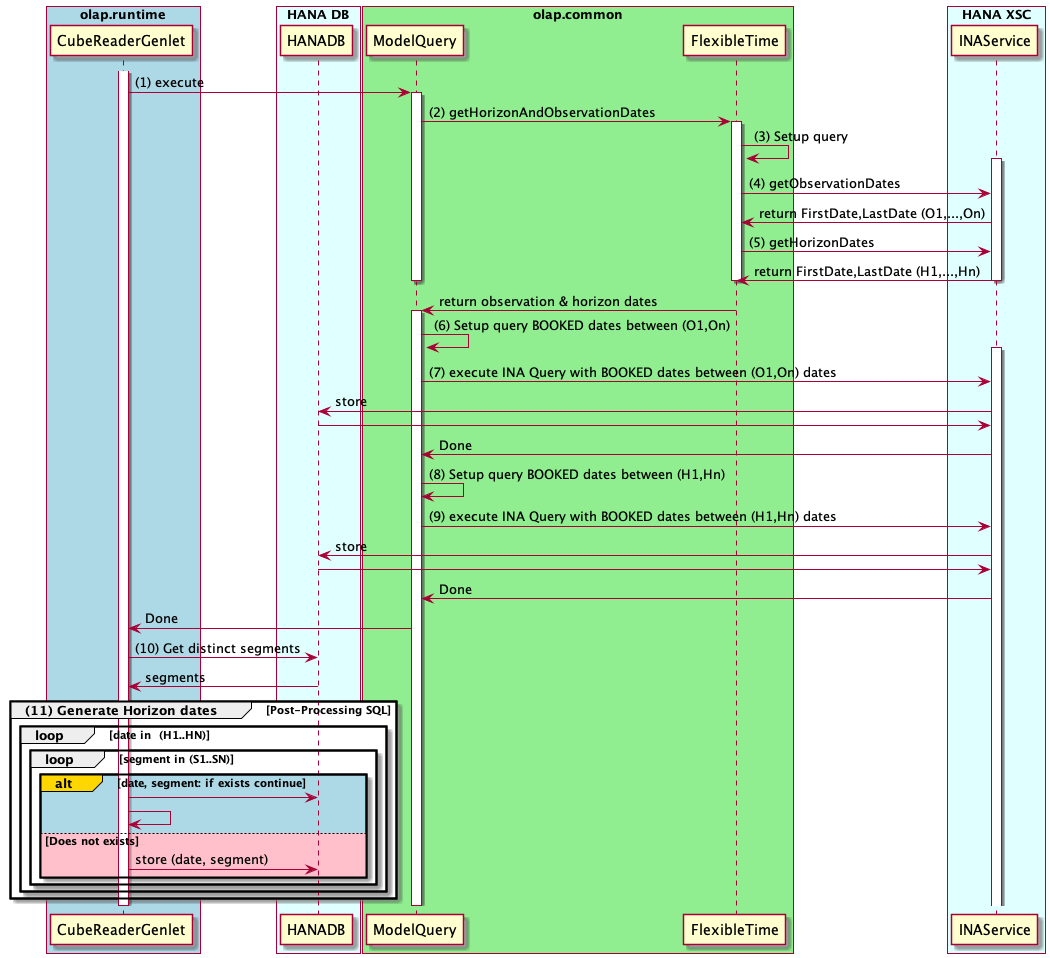 olap.runtime
HANA DB
olap.common
HANA XSC
CubeReaderGenlet
HANADB
ModelQuery
FlexibleTime
INAService
(1) execute
(2) getHorizonAndObservationDates
(3) Setup query
(4) getObservationDates
return FirstDate,LastDate (O1,...,On)
(5) getHorizonDates
return FirstDate,LastDate (H1,...,Hn)
return observation & horizon dates
(6) Setup query BOOKED dates between (O1,On)
(7) execute INA Query with BOOKED dates between (O1,On) dates
store
Done
(8) Setup query BOOKED dates between (H1,Hn)
(9) execute INA Query with BOOKED dates between (H1,Hn) dates
store
Done
Done
(10) Get distinct segments
segments
(11) Generate Horizon dates [Post-Processing SQL]
loop [date in (H1..HN)]
loop [segment in (S1..SN)]
alt [date, segment: if exists continue]
[Does not exists]
store (date, segment)
CubeReaderGenlet
HANADB
ModelQuery
FlexibleTime
INAService